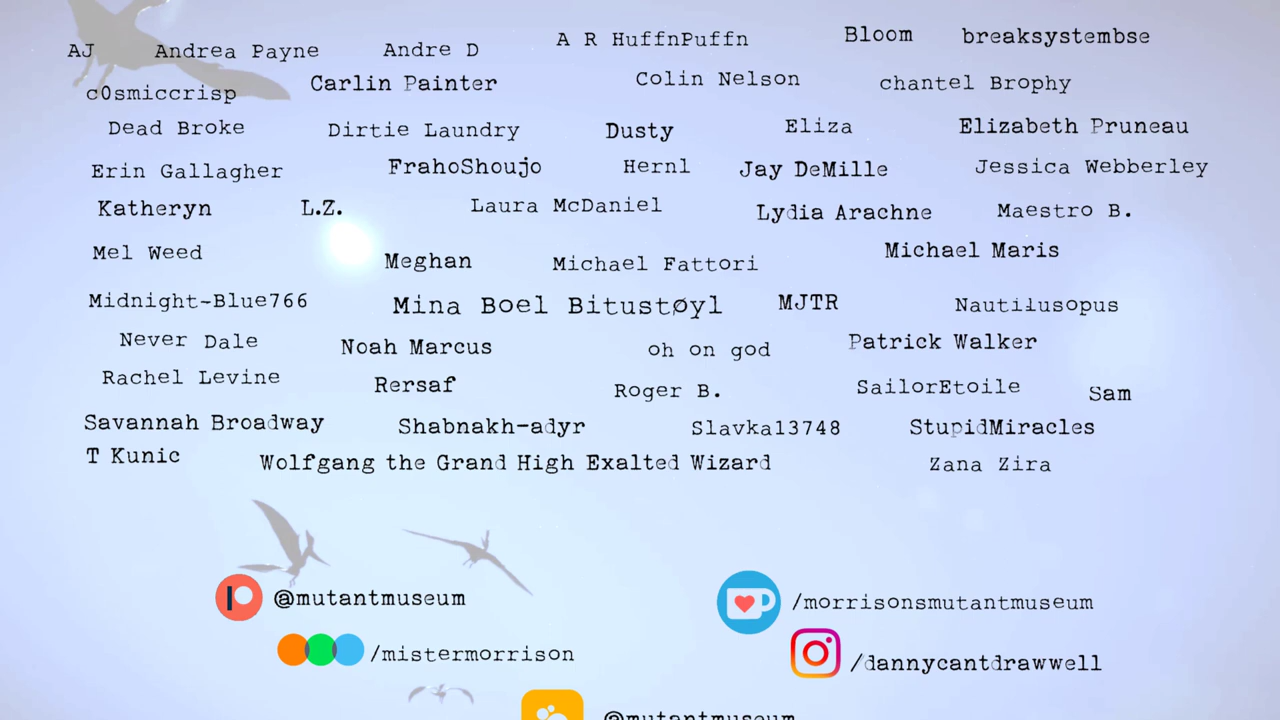 AJ Andrea Payne Andre D A R HuffnPuffn Bloom breaksystembse
c0smiccrisp Carlin Painter Colin Nelson chantel Brophy
Dead Broke Dirtie Laundry Dusty Eliza Elizabeth Pruneau
Erin Gallagher FrahoShoujo Hernl Jay DeMille Jessica Webberley
Katheryn L.Z. Laura McDaniel Lydia Arachne Maestro B.
Mel Weed Meghan Michael Fattori Michael Maris
Midnight-Blue766 Mina Boel Bitustøyl MJTR Nautilusopus
Never Dale Noah Marcus oh on god Patrick Walker
Rachel Levine Rersaf Roger B. SailorEtoile Sam
Savannah Broadway Shabnakh-adyr Slavka13748 StupidMiracles
T Kunic Wolfgang the Grand High Exalted Wizard Zana Zira
@mutantmuseum /morrisonsmutantmuseum
/mistermorrison /dannycantdrawwell
@mutantmuseum